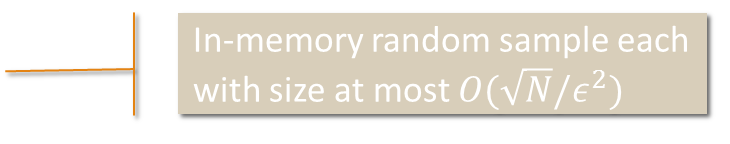 In-memory random sample each
with size at most O(√N/ϵ²)